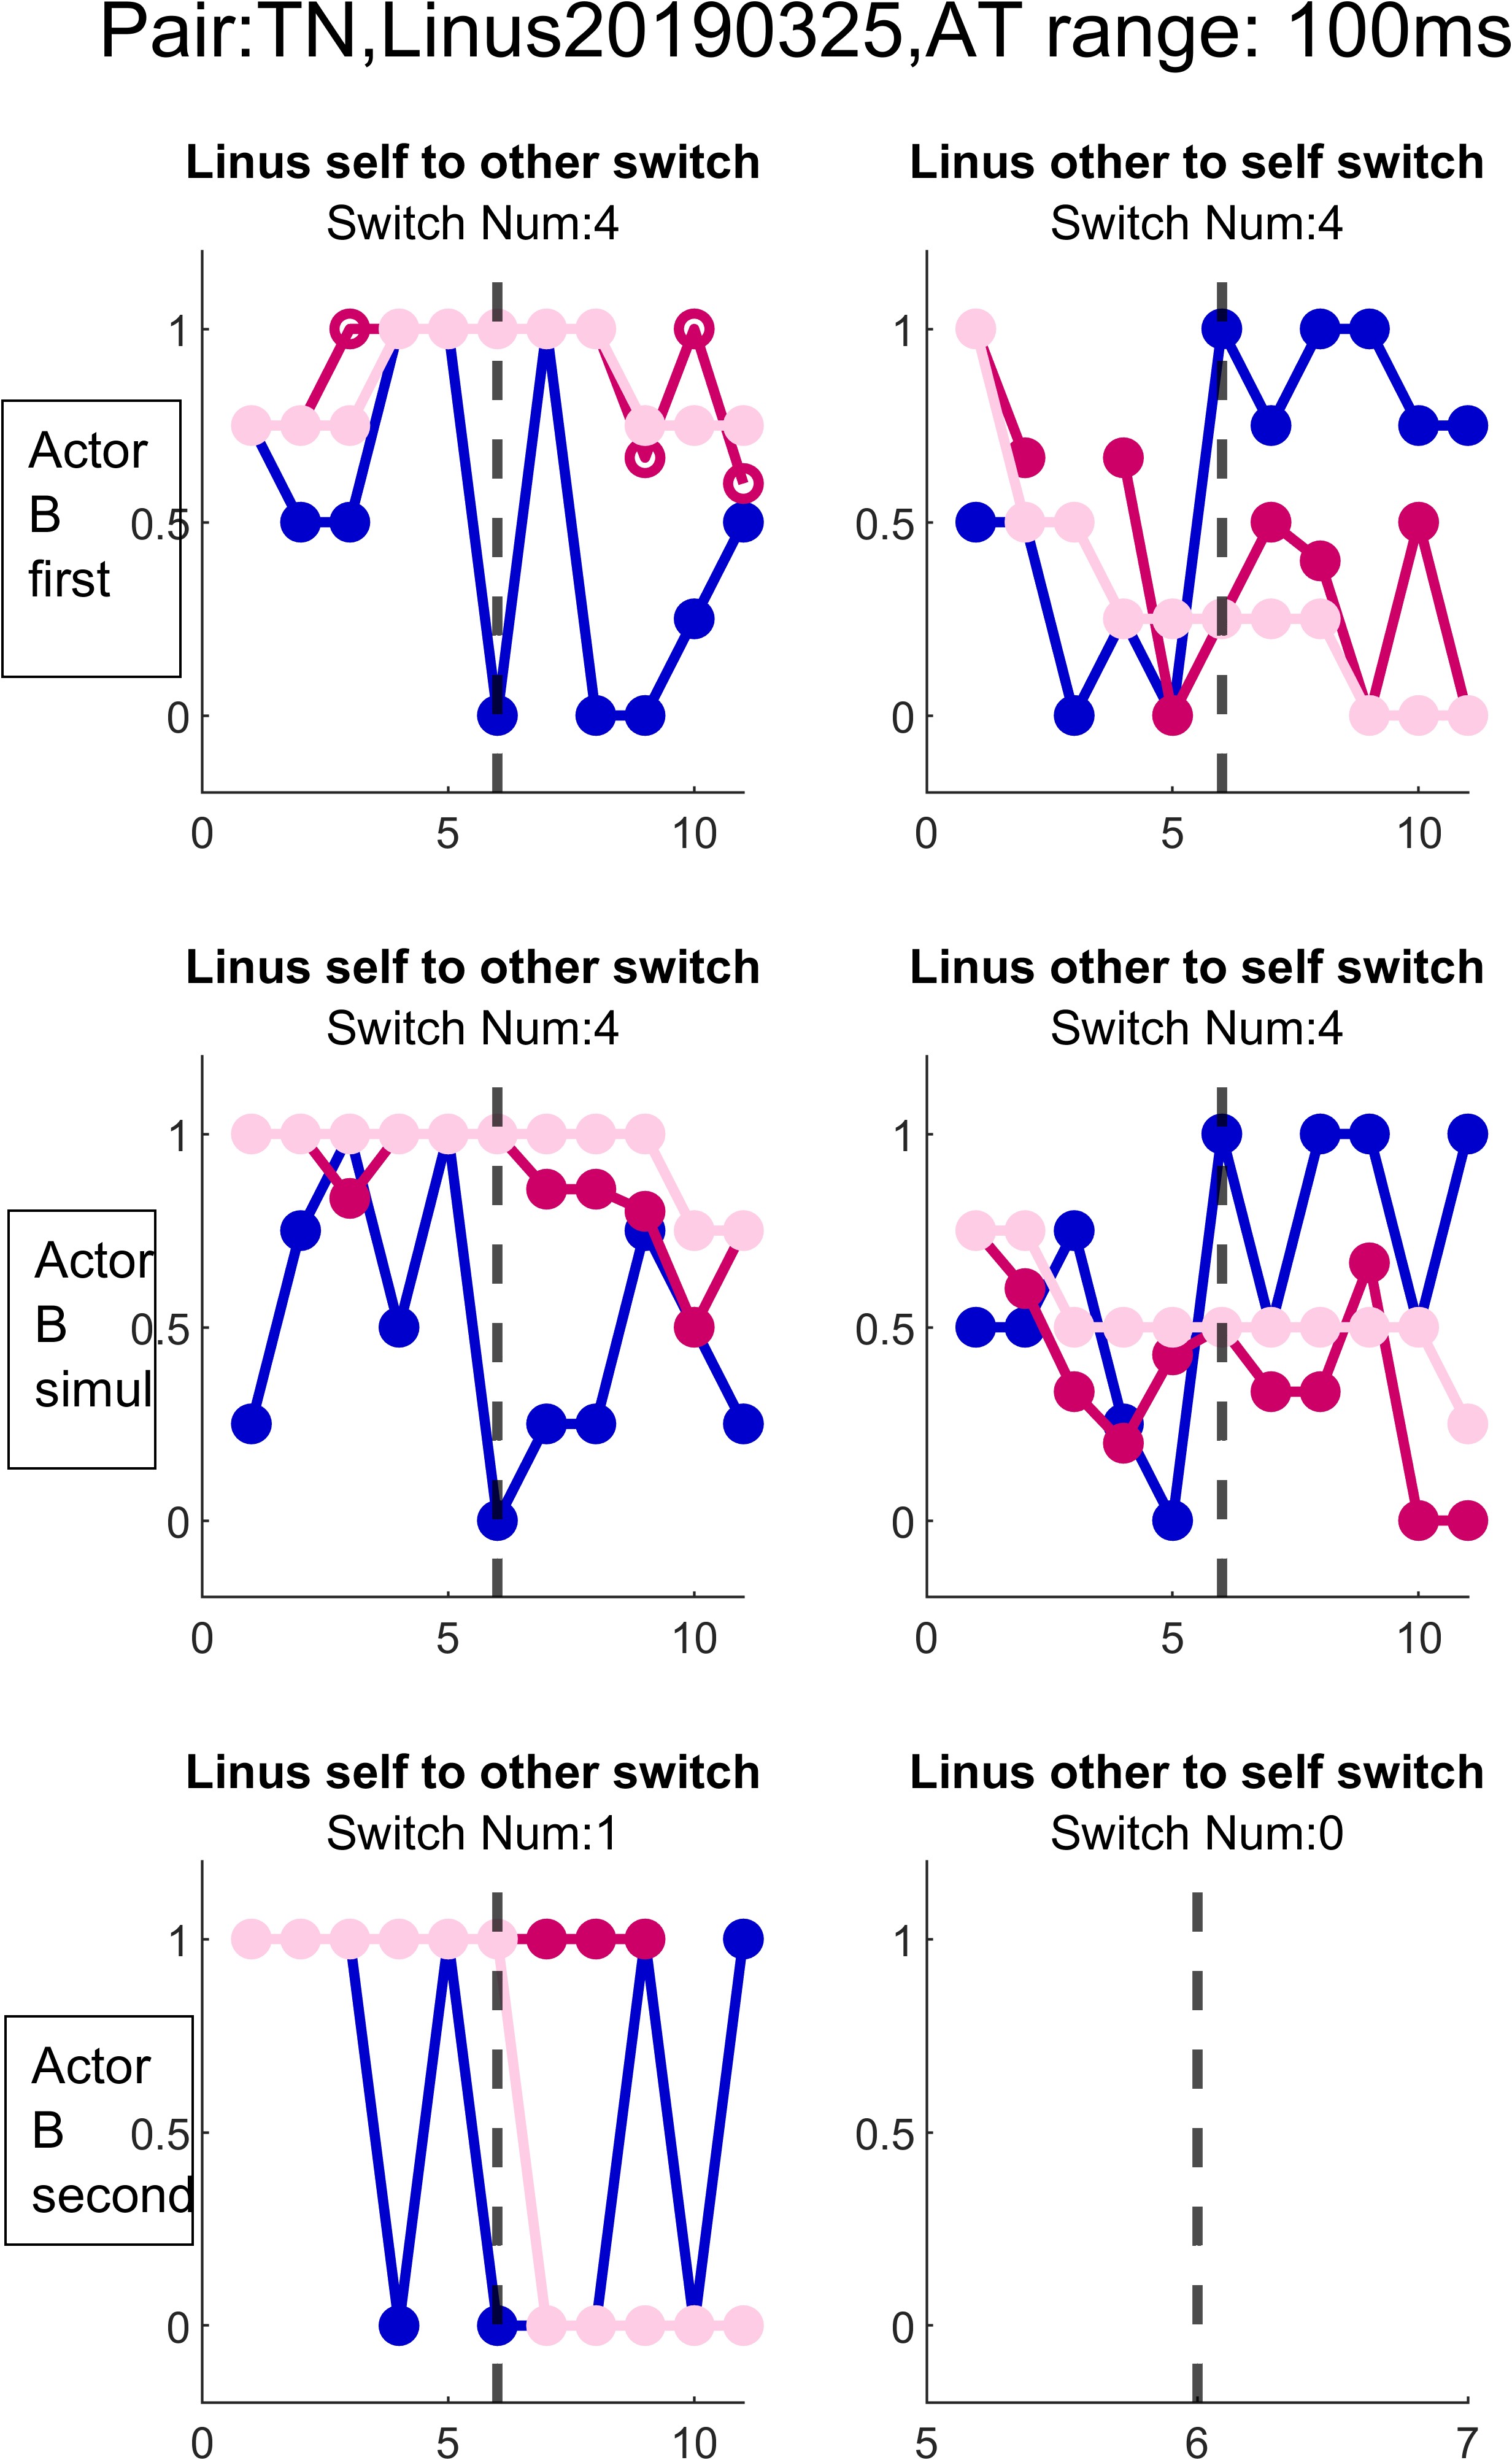 Pair:TN,Linus20190325,AT range: 100ms
Linus self to other switch
Switch Num:4
1
0.5
0
0
5
10
Actor
B
first
Linus other to self switch
Switch Num:4
1
0.5
0
0
5
10
Linus self to other switch
Switch Num:4
1
0.5
0
0
5
10
Actor
B
simul
Linus other to self switch
Switch Num:4
1
0.5
0
0
5
10
Linus self to other switch
Switch Num:1
1
0.5
0
0
5
10
Actor
B
second
Linus other to self switch
Switch Num:0
1
0.5
0
5
6
7